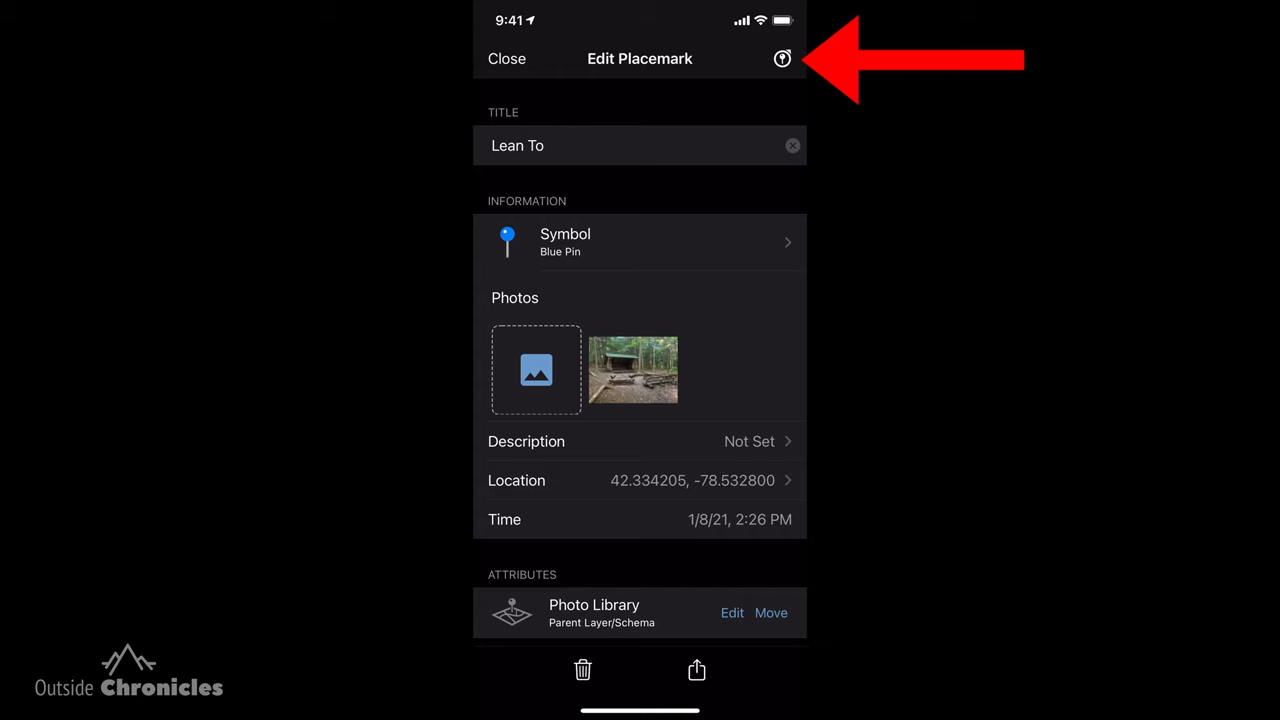 9:41
Close
Edit Placemark
TITLE
Lean To
INFORMATION
Symbol
Blue Pin
Photos
Description
Not Set
Location
42.334205, -78.532800
Time
1/8/21, 2:26 PM
ATTRIBUTES
Photo Library
Parent Layer/Schema
Edit
Move
Outside Chronicles